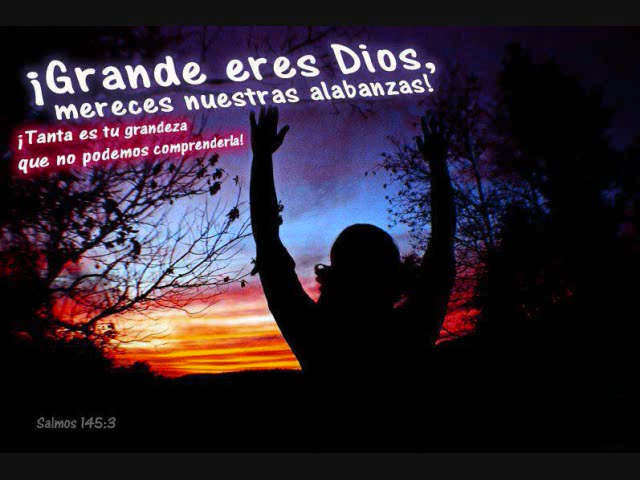 ¡Grande eres Dios,
mereces nuestras alabanzas!
¡Tanta es tu grandeza
que no podemos comprenderla!
Salmos 145:3